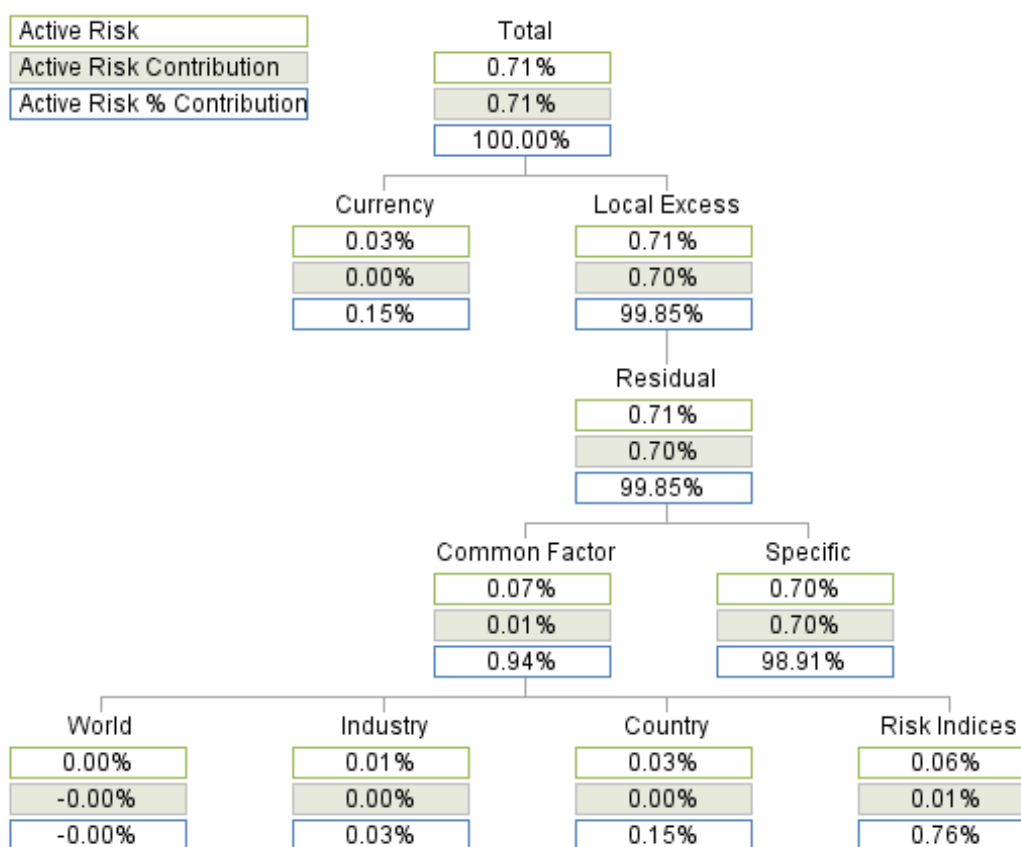 Active Risk
Active Risk Contribution
Active Risk % Contribution
Total
0.71%
0.71%
100.00%
Currency
0.03%
0.00%
0.15%
Local Excess
0.71%
0.70%
99.85%
Residual
0.71%
0.70%
99.85%
Common Factor
0.07%
0.01%
0.94%
Specific
0.70%
0.70%
98.91%
World
0.00%
-0.00%
-0.00%
Industry
0.01%
0.00%
0.03%
Country
0.03%
0.00%
0.15%
Risk Indices
0.06%
0.01%
0.76%